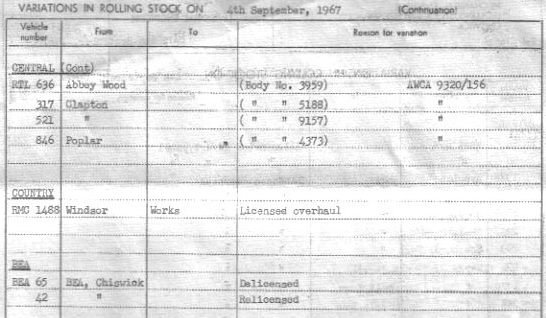 VARIATIONS IN ROLLING STOCK ON 4th September, 1967 (Continuation)
Vehicle number From To Reason for variation
CENTRAL (Cont)
RTL 636 Abbey Wood (Body No. 3959) AWCA 9320/156
317 Clapton ( " " 5188) "
521 " ( " " 9157) "
846 Poplar " ( " " 4373) "
COUNTRY
RMC 1488 Windsor Works Licensed overhaul
BEA
BEA 65 BEA, Chiswick Delicensed
42 " Relicensed